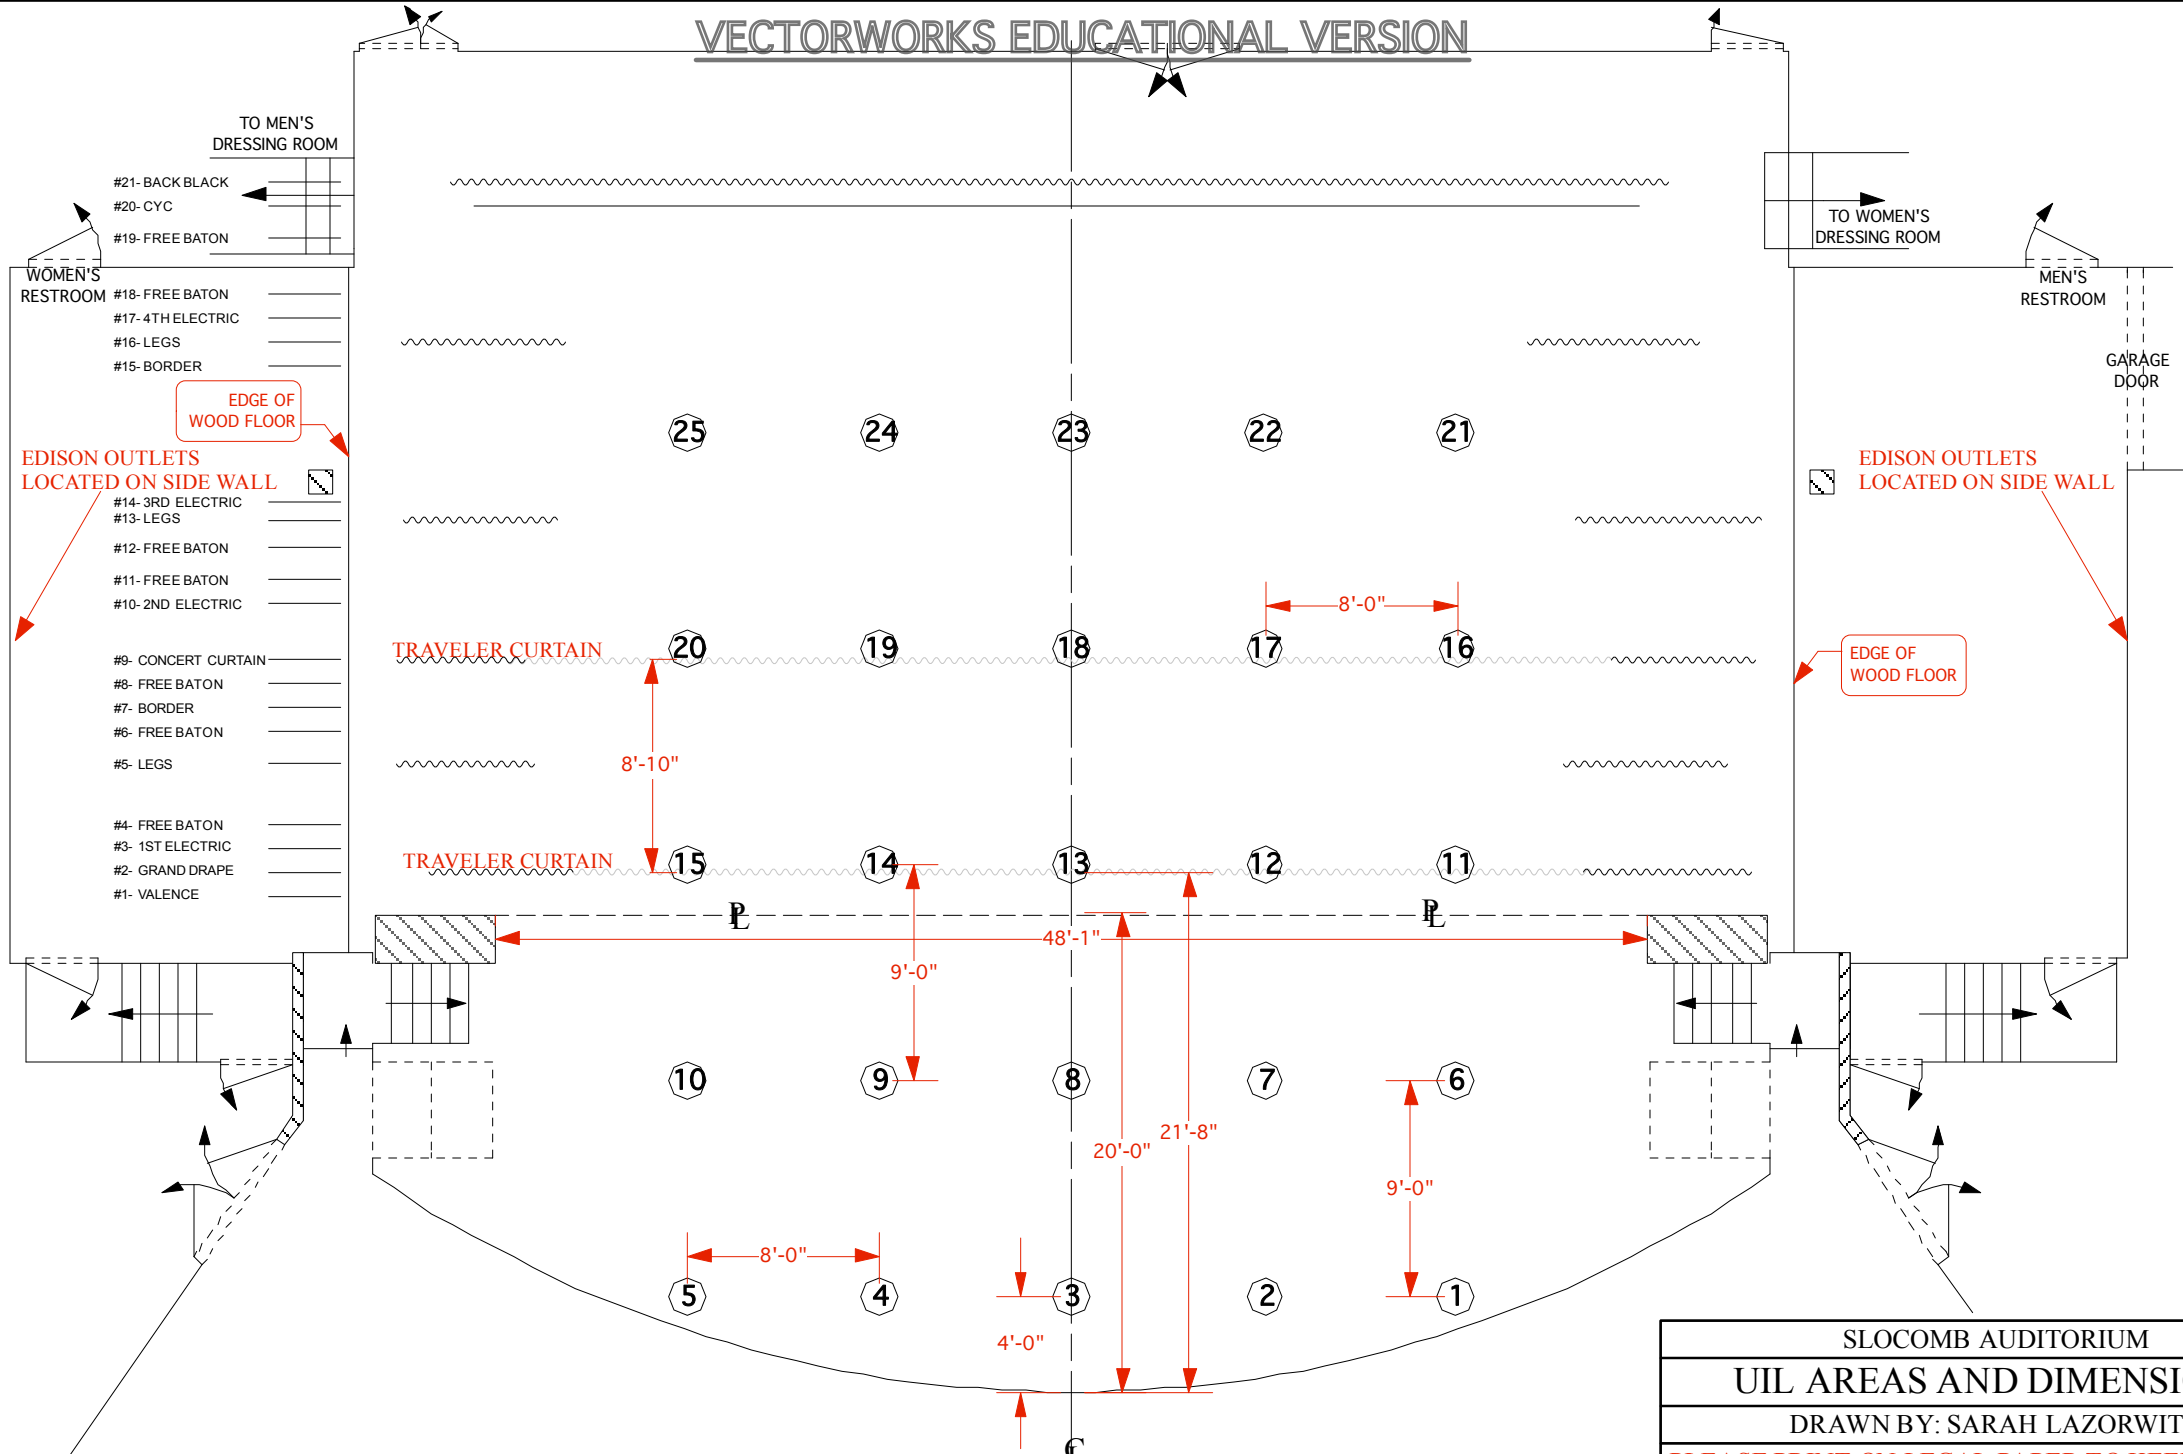 VECTORWORKS EDUCATIONAL VERSION
TO MEN'S
DRESSING ROOM
#21- BACK BLACK
#20- CYC
#19- FREE BATON
TO WOMEN'S
DRESSING ROOM
WOMEN'S
RESTROOM
MEN'S
RESTROOM
#18- FREE BATON
#17- 4TH ELECTRIC
#16- LEGS
#15- BORDER
GARAGE
DOOR
EDGE OF
WOOD FLOOR
25
24
23
22
21
EDISON OUTLETS
LOCATED ON SIDE WALL
EDISON OUTLETS
LOCATED ON SIDE WALL
#14- 3RD ELECTRIC
#13- LEGS
#12- FREE BATON
#11- FREE BATON
#10- 2ND ELECTRIC
8'-0"
TRAVELER CURTAIN
20
19
18
17
16
#9- CONCERT CURTAIN
#8- FREE BATON
#7- BORDER
#6- FREE BATON
#5- LEGS
EDGE OF
WOOD FLOOR
8'-10"
#4- FREE BATON
#3- 1ST ELECTRIC
#2- GRAND DRAPE
#1- VALENCE
TRAVELER CURTAIN
15
14
13
12
11
PL
PL
48'-1"
9'-0"
10
9
8
7
6
20'-0"
21'-8"
9'-0"
8'-0"
5
4
3
2
1
4'-0"
CL
SLOCOMB AUDITORIUM
UIL AREAS AND
DRAWN BY: SARAH